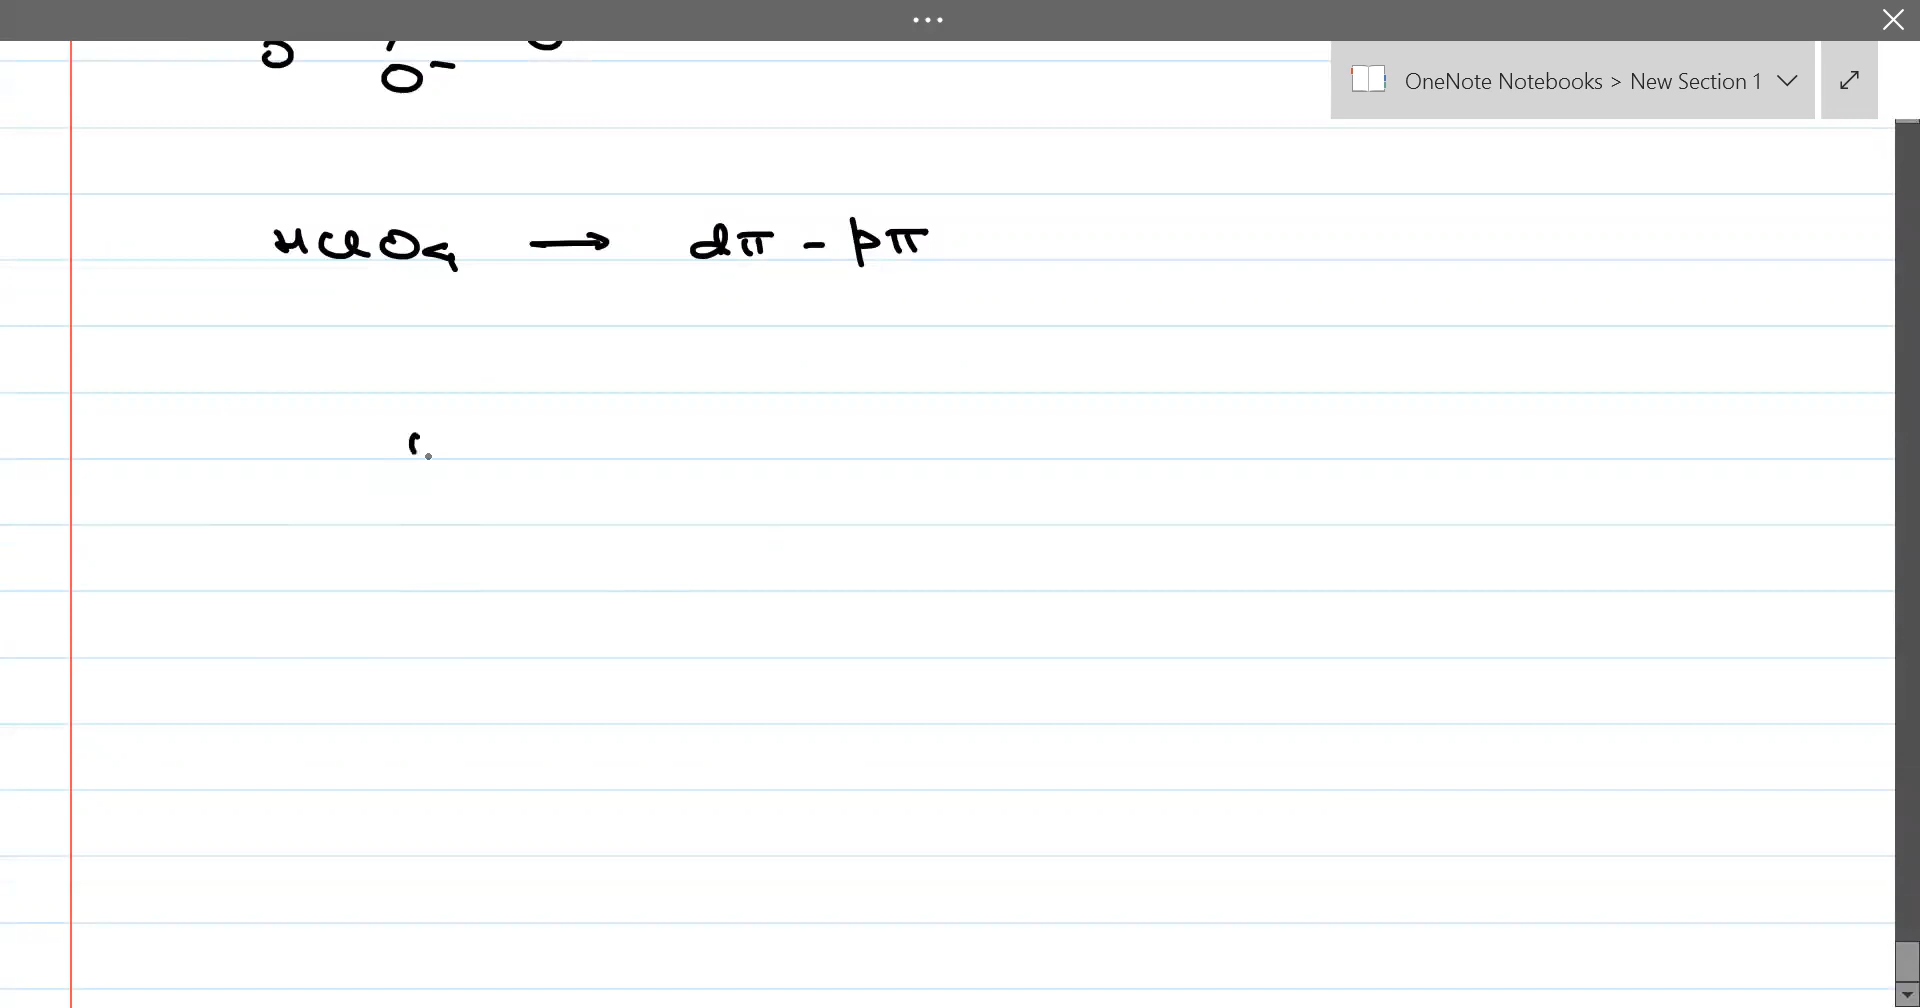 ...
OneNote Notebooks > New Section 1
O O⁻ O
HClO₄ → dπ - pπ